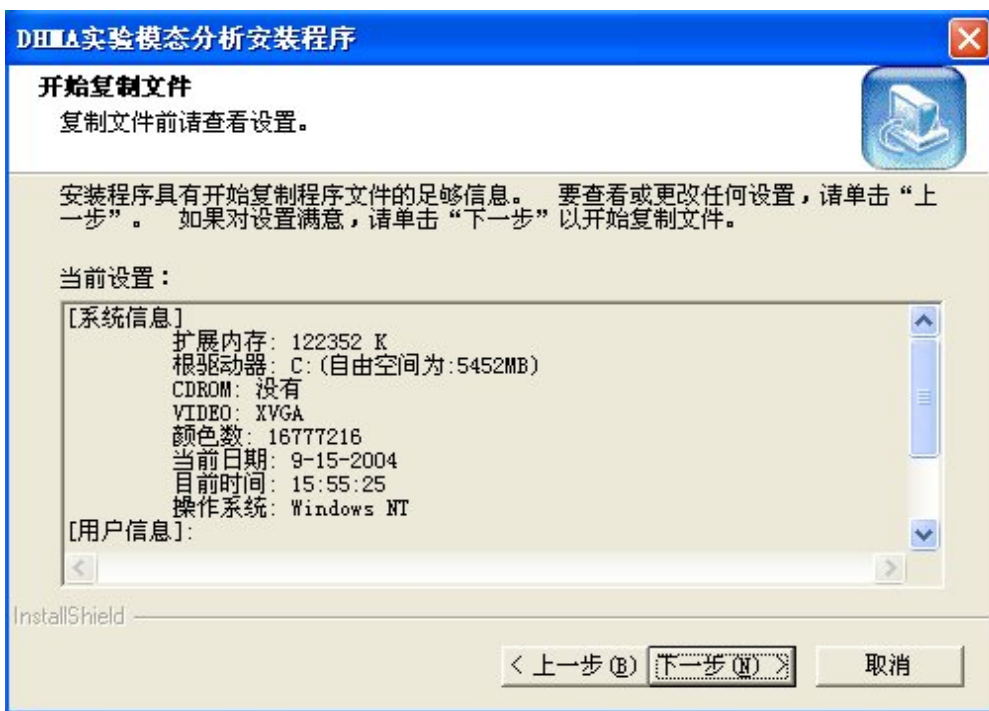 DHMA实验模态分析安装程序
开始复制文件
复制文件前请查看设置。
安装程序具有开始复制程序文件的足够信息。 要查看或更改任何设置，请单击“上
一步”。 如果对设置满意，请单击“下一步”以开始复制文件。
当前设置：
[系统信息]
扩展内存: 122352 K
根驱动器: C:(自由空间为:5452MB)
CDROM: 没有
VIDEO: XVGA
颜色数: 16777216
当前日期: 9-15-2004
目前时间: 15:55:25
操作系统: Windows NT
[用户信息]:
InstallShield
< 上一步(B) 下一步(N) > 取消